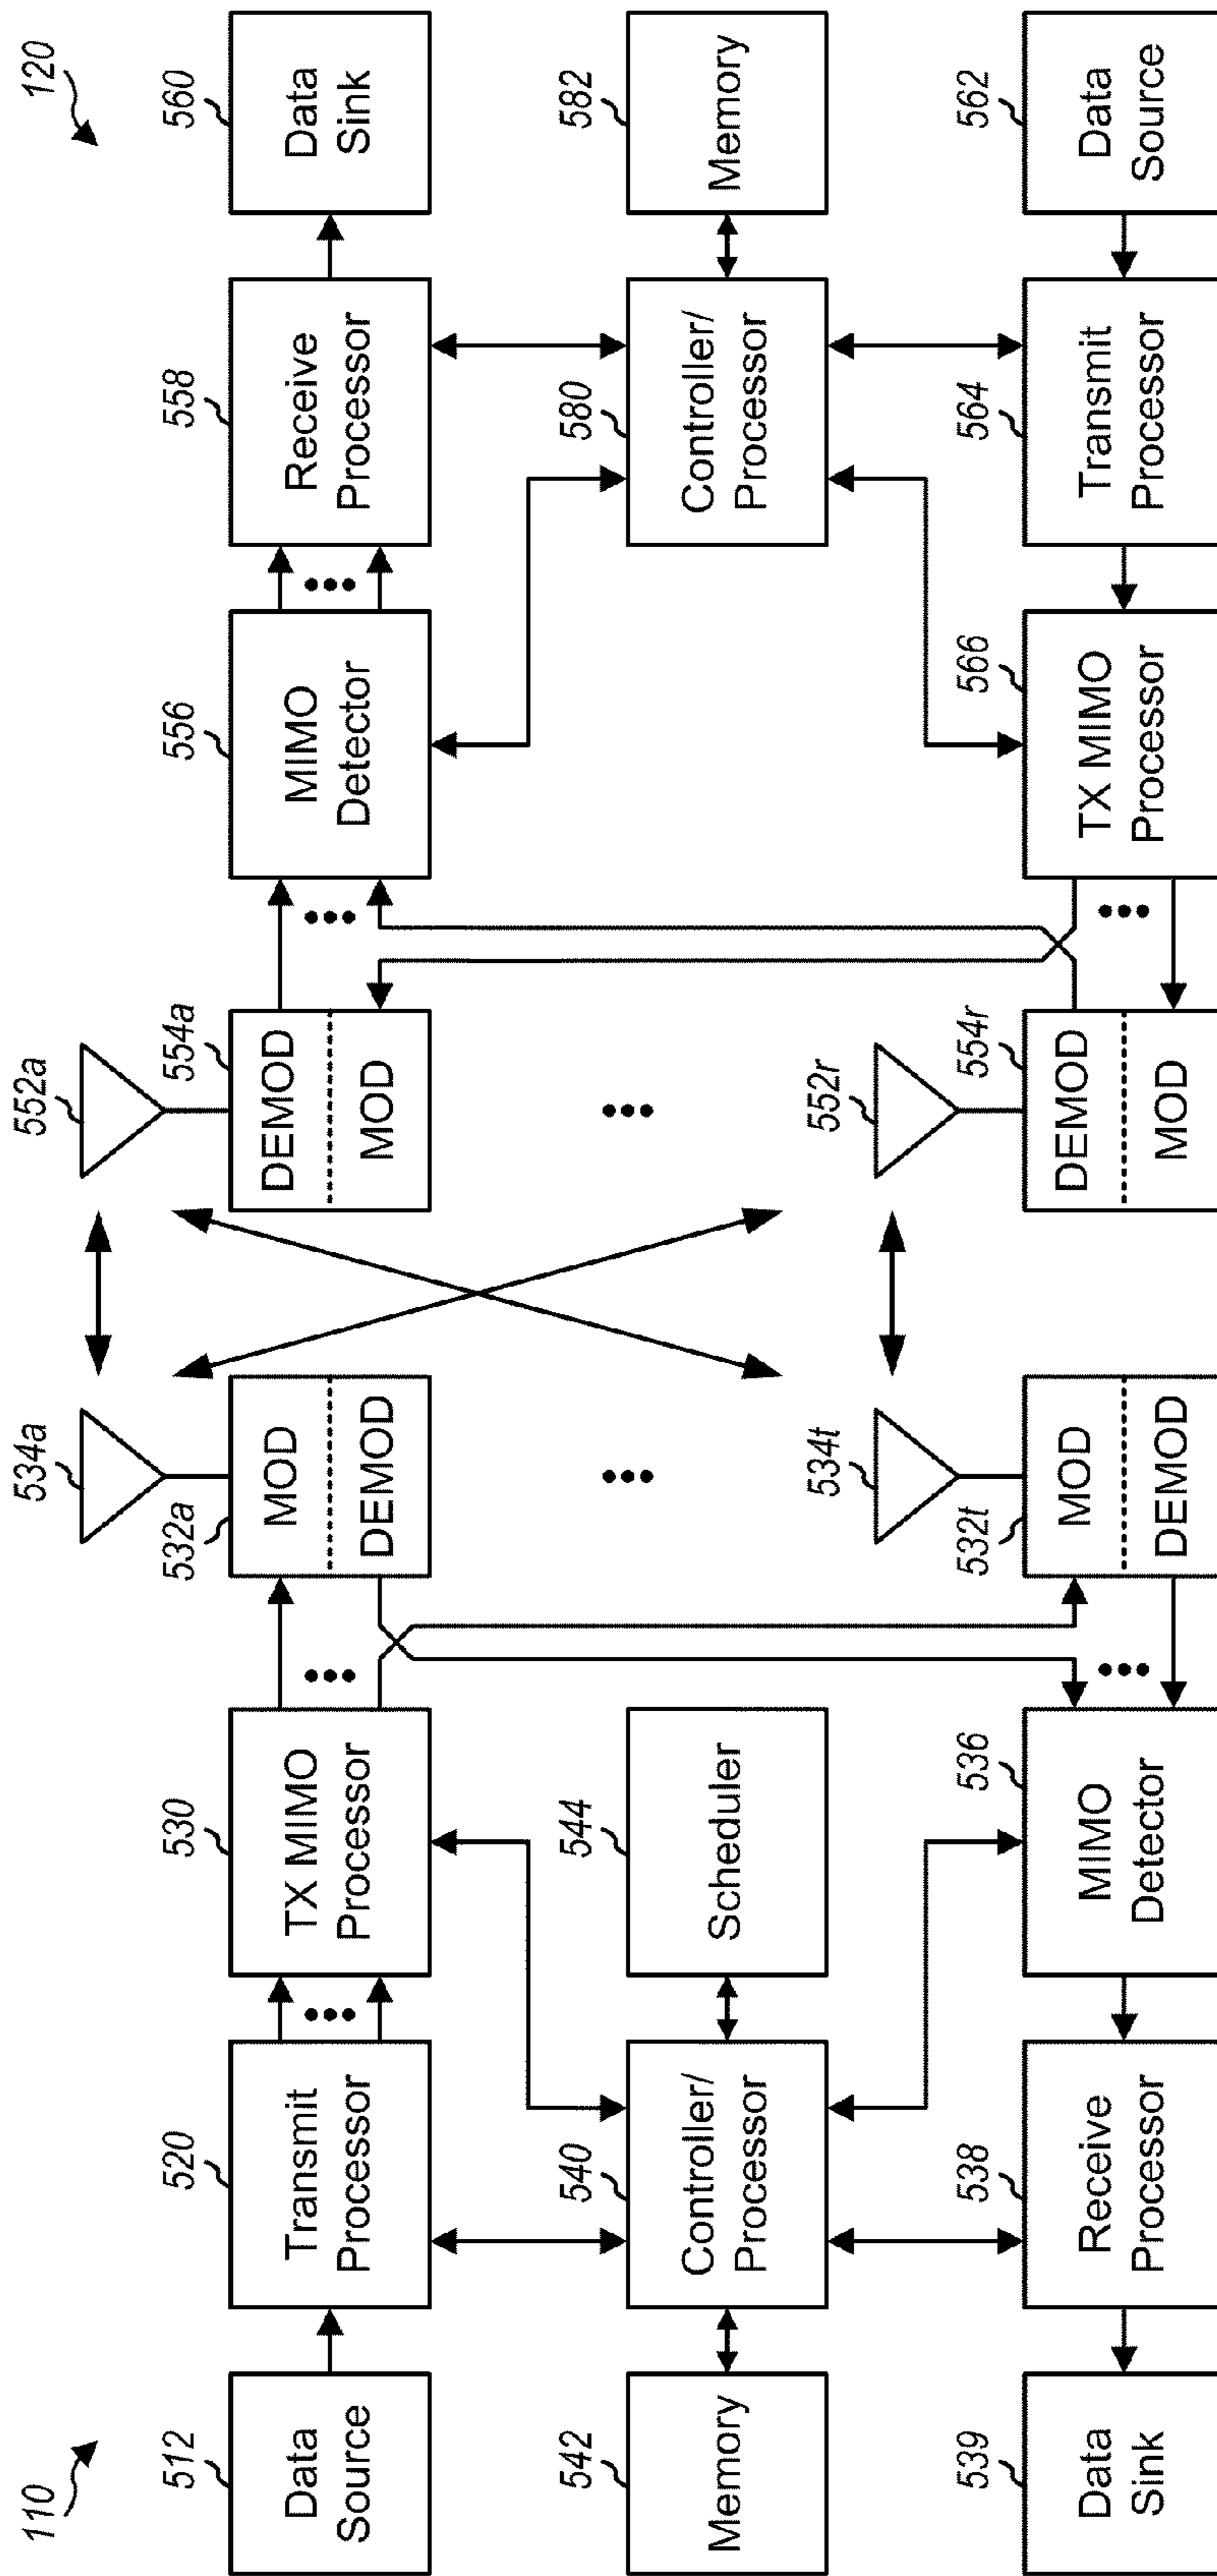 110
120
512
Data
Source
520
Transmit
Processor
530
TX MIMO
Processor
532a
MOD
DEMOD
534a
552a
554a
DEMOD
MOD
556
MIMO
Detector
558
Receive
Processor
560
Data
Sink
542
Memory
540
Controller/
Processor
544
Scheduler
580
Controller/
Processor
582
Memory
539
Data
Sink
538
Receive
Processor
536
MIMO
Detector
532t
MOD
DEMOD
534t
552r
554r
DEMOD
MOD
566
TX MIMO
Processor
564
Transmit
Processor
562
Data
Source